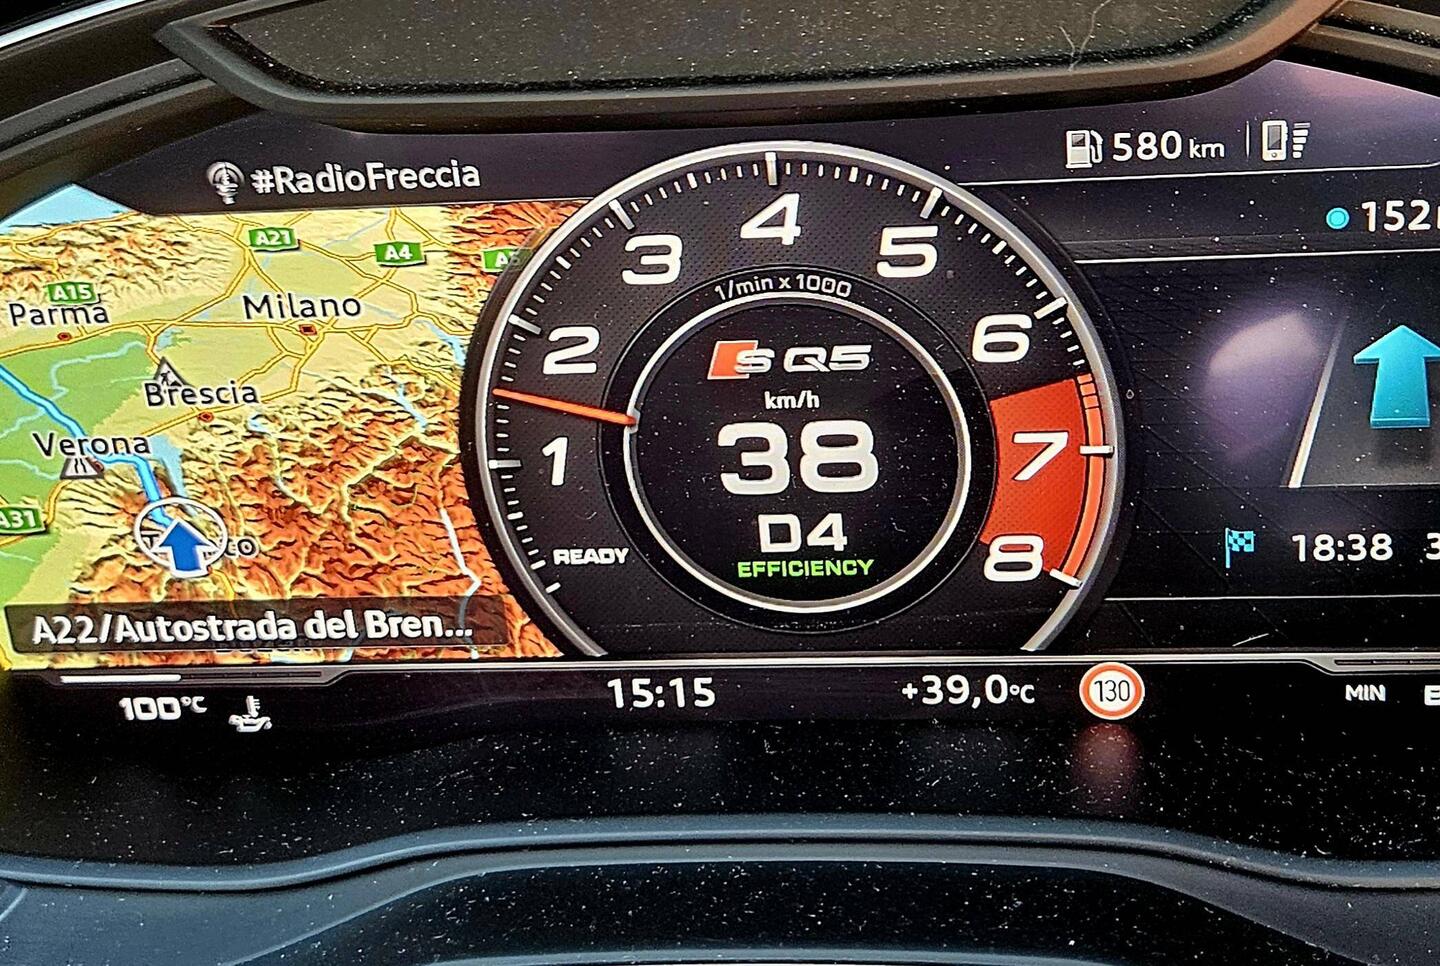 #RadioFreccia
580 km
152
A21
A4
A15
Parma
Milano
Brescia
Verona
A31
A22/Autostrada del Bren...
1
2
3
4
5
6
7
8
1/min x 1000
SQ5
km/h
38
D4
EFFICIENCY
READY
18:38
100°C
15:15
+39,0°C
130
MIN